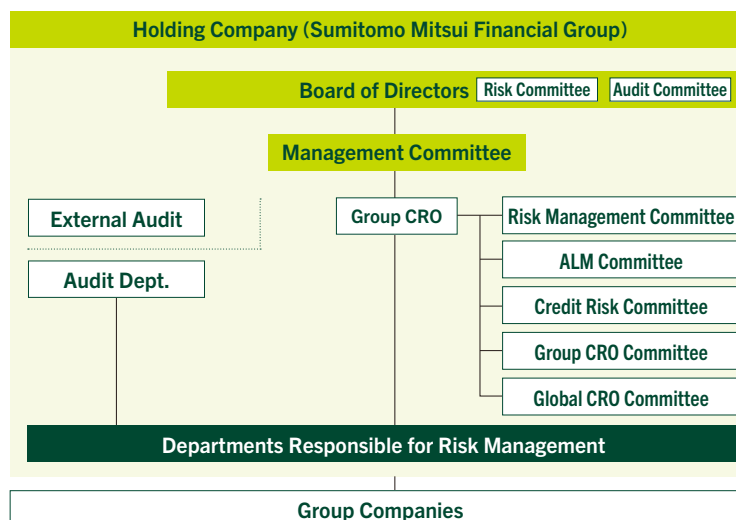 Holding Company (Sumitomo Mitsui Financial Group)
Board of Directors
Risk Committee
Audit Committee
Management Committee
External Audit
Group CRO
Risk Management Committee
ALM Committee
Audit Dept.
Credit Risk Committee
Group CRO Committee
Global CRO Committee
Departments Responsible for Risk Management
Group Companies